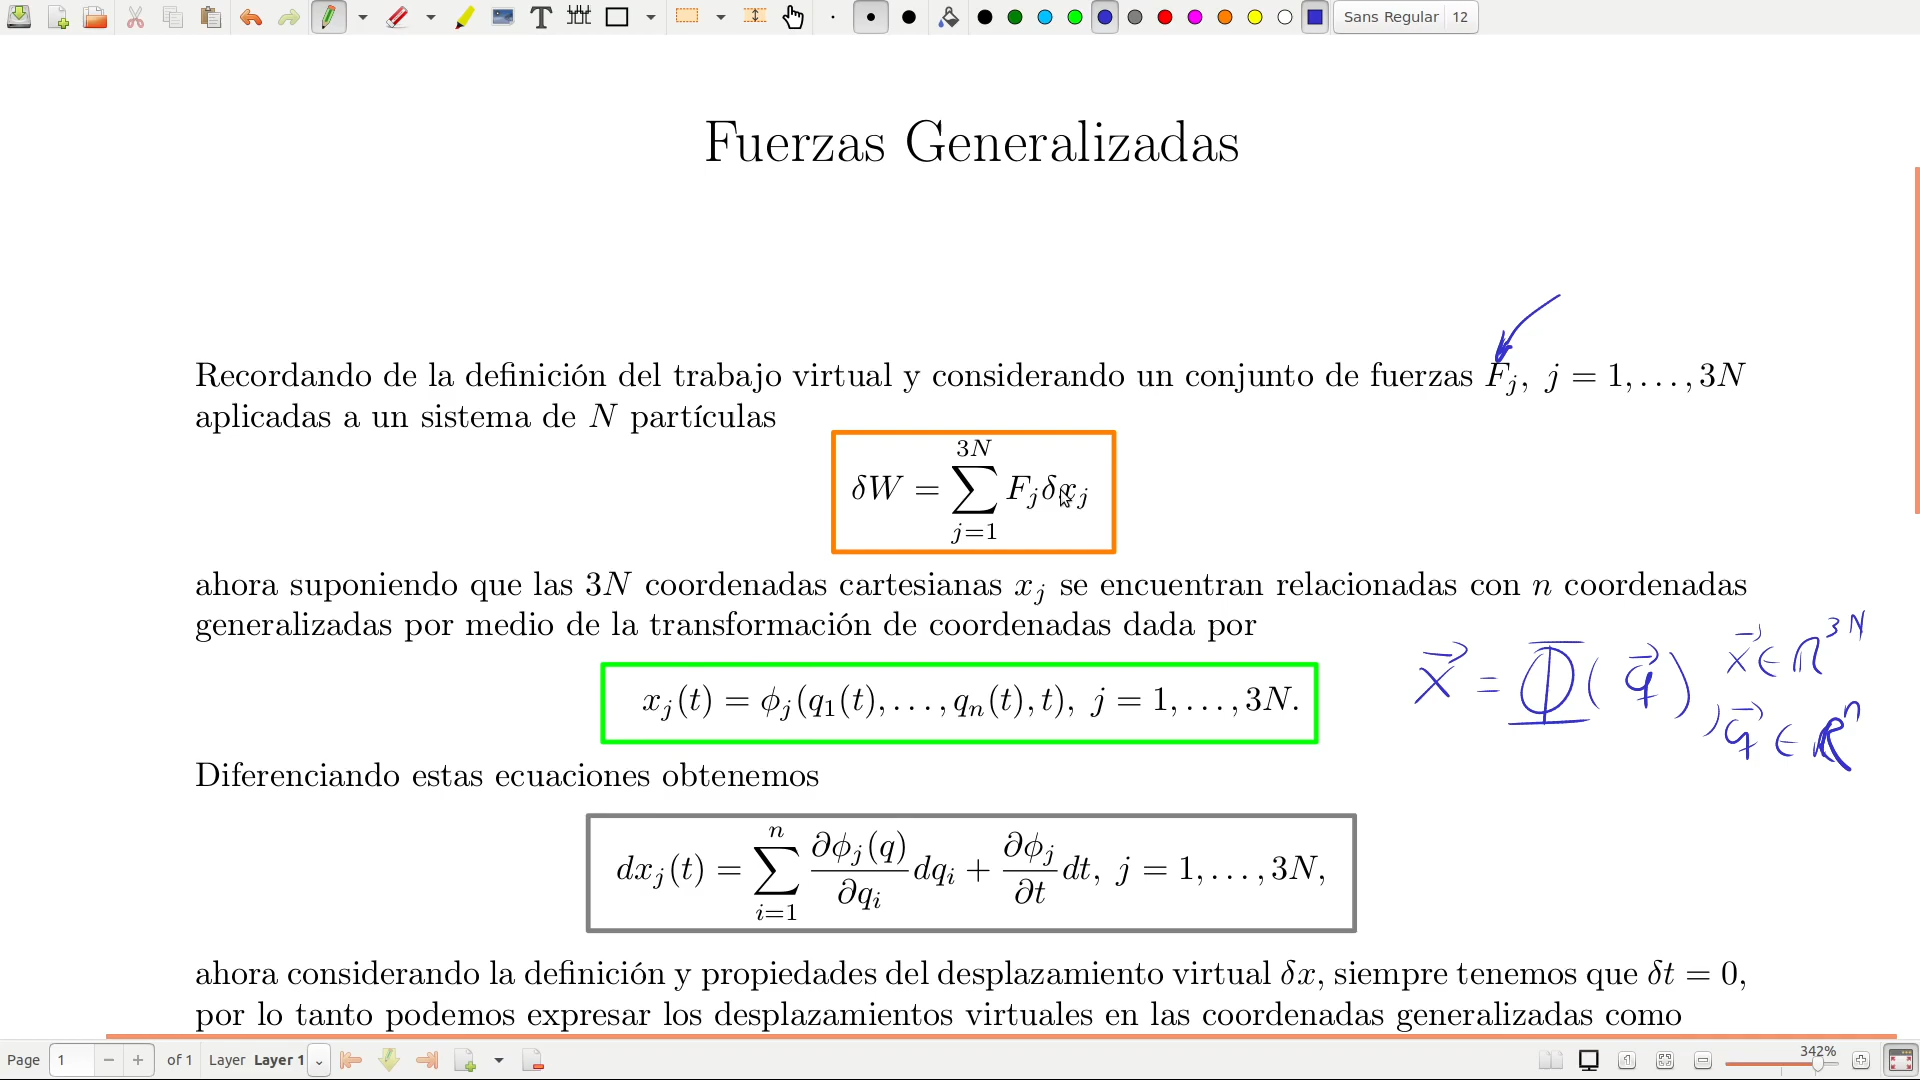 Sans Regular 12
Fuerzas Generalizadas
Recordando de la definición del trabajo virtual y considerando un conjunto de fuerzas F_j, j = 1, . . . , 3N
aplicadas a un sistema de N partículas
δW = ∑_{j=1}^{3N} F_j δx_j
ahora suponiendo que las 3N coordenadas cartesianas x_j se encuentran relacionadas con n coordenadas
generalizadas por medio de la transformación de coordenadas dada por
x_j(t) = ϕ_j(q_1(t), . . . , q_n(t), t), j = 1, . . . , 3N.
x⃗ = Φ(q⃗)
x⃗ ∈ ℝ^{3N}
, q⃗ ∈ ℝ^n
Diferenciando estas ecuaciones obtenemos
dx_j(t) = ∑_{i=1}^{n} ∂ϕ_j(q)/∂q_i dq_i + ∂ϕ_j/∂t dt, j = 1, . . . , 3N,
ahora considerando la definición y propiedades del desplazamiento virtual δx, siempre tenemos que δt = 0,
por lo tanto podemos expresar los desplazamientos virtuales en las coordenadas generalizadas como
Page 1 of 1 Layer Layer 1 342%